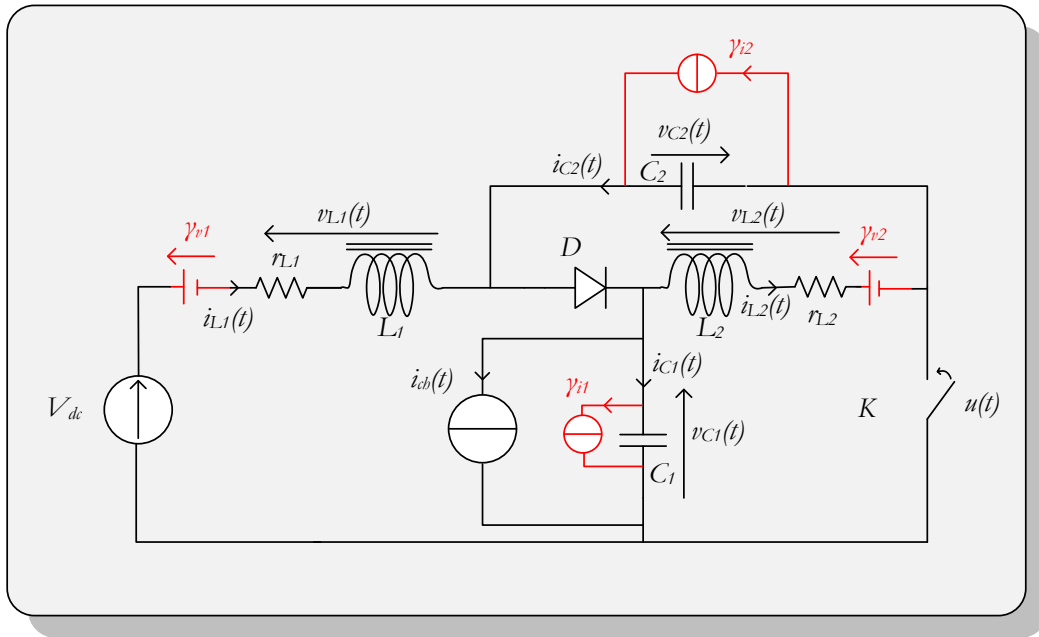 γi2
vC2(t)
iC2(t)
C2
vL1(t)
vL2(t)
γv1
D
γv2
rL1
iL1(t)
L1
L2
iL2(t)
rL2
iC1(t)
ich(t)
γi1
Vdc
vC1(t)
K
u(t)
C1